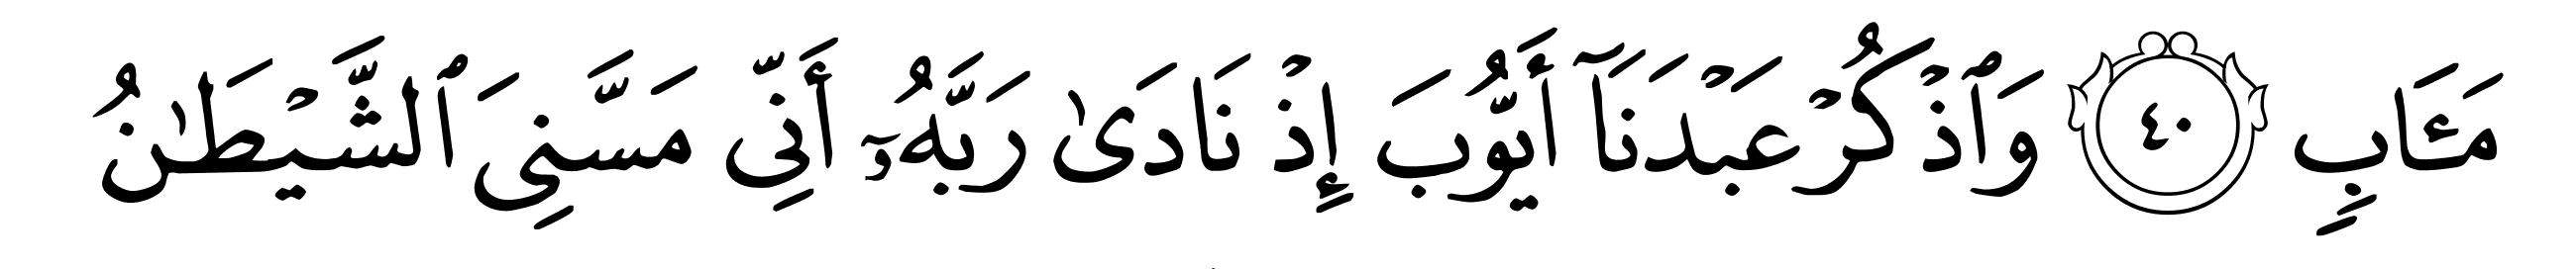 مَـَٔابٖ ٤٠ وَٱذۡكُرۡ عَبۡدَنَآ أَيُّوبَ إِذۡ نَادَىٰ رَبَّهُۥٓ أَنِّي مَسَّنِيَ ٱلشَّيۡطَٰنُ